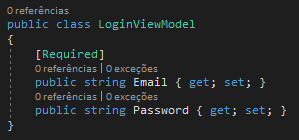 0 referências
public class LoginViewModel
{
[Required]
0 referências | 0 exceções
public string Email { get; set; }
0 referências | 0 exceções
public string Password { get; set; }
}